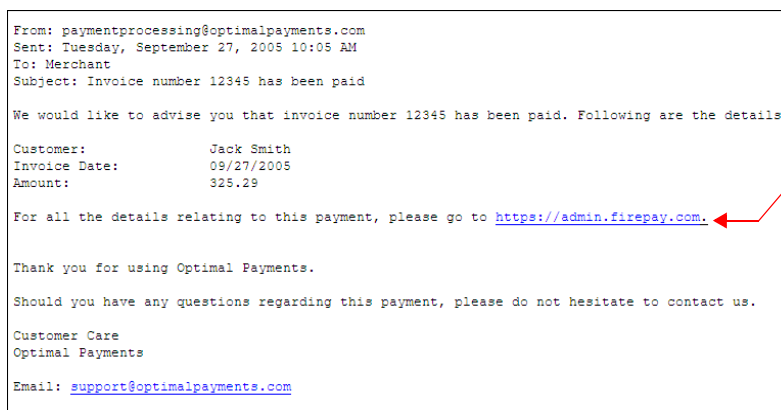 From: paymentprocessing@optimalpayments.com
Sent: Tuesday, September 27, 2005 10:05 AM
To: Merchant
Subject: Invoice number 12345 has been paid
We would like to advise you that invoice number 12345 has been paid. Following are the details
Customer: Jack Smith
Invoice Date: 09/27/2005
Amount: 325.29
For all the details relating to this payment, please go to https://admin.firepay.com.
Thank you for using Optimal Payments.
Should you have any questions regarding this payment, please do not hesitate to contact us.
Customer Care
Optimal Payments
Email: support@optimalpayments.com